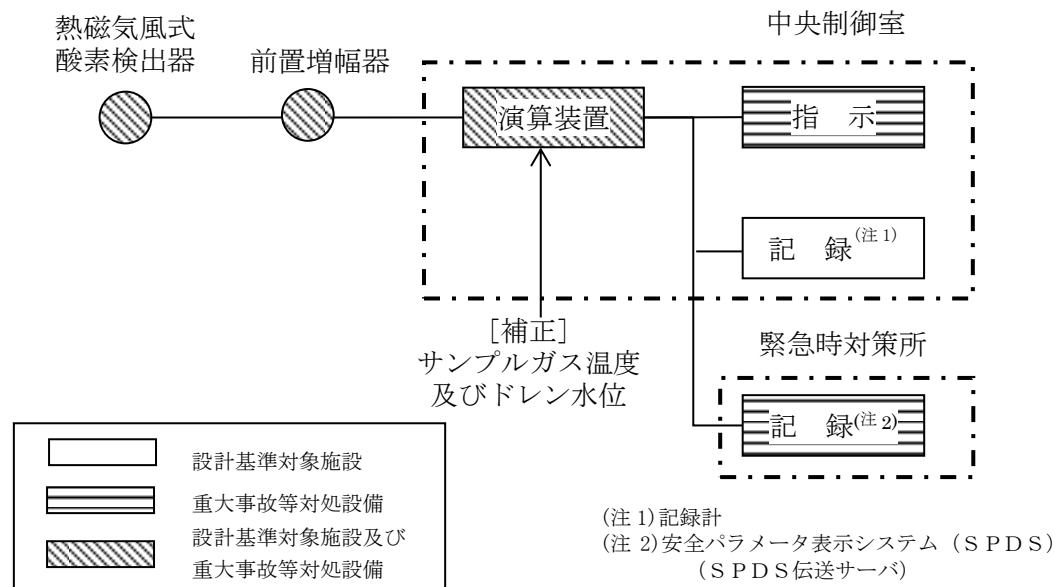 中央制御室
熱磁気風式
酸素検出器
前置増幅器
演算装置
指 示
記 録(注1)
[補正]
サンプルガス温度
及びドレン水位
緊急時対策所
記 録(注2)
設計基準対象施設
重大事故等対処設備
設計基準対象施設及び
重大事故等対処設備
(注1)記録計
(注2)安全パラメータ表示システム（ＳＰＤＳ）
（ＳＰＤＳ伝送サーバ）